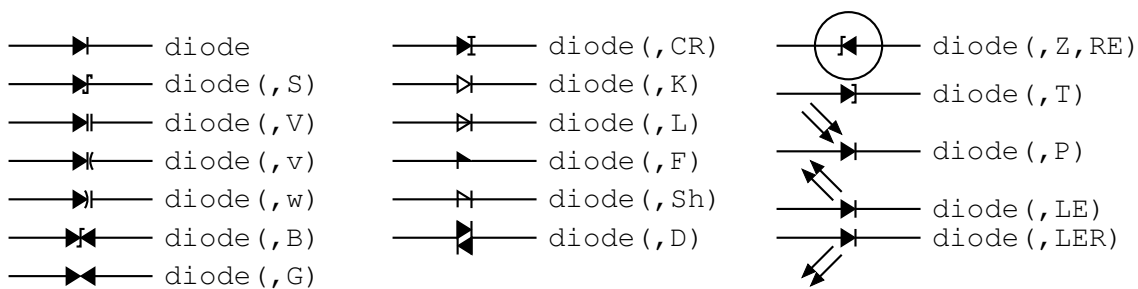 diode
diode(,S)
diode(,V)
diode(,v)
diode(,w)
diode(,B)
diode(,G)
diode(,CR)
diode(,K)
diode(,L)
diode(,F)
diode(,Sh)
diode(,D)
diode(,Z,RE)
diode(,T)
diode(,P)
diode(,LE)
diode(,LER)